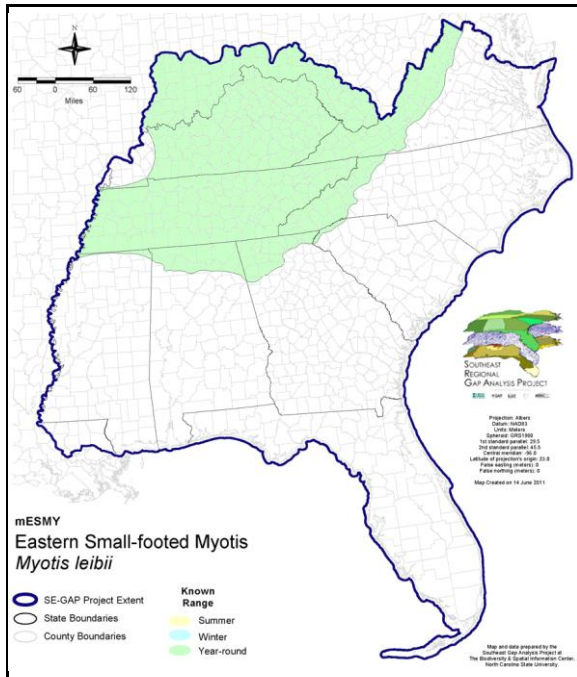 N
60 0 60 120
Miles
SOUTHEAST
REGIONAL
GAP ANALYSIS PROJECT
Projection: Albers
Datum: NAD83
Units: Meters
Spheroid: GRS1980
1st standard parallel: 29.5
2nd standard parallel: 45.5
Central meridian: -96.0
Latitude of projection's origin: 23.0
False easting (meters): 0
False northing (meters): 0
Map Created on 14 June 2011
mESMY
Eastern Small-footed Myotis
Myotis leibii
SE-GAP Project Extent
State Boundaries
County Boundaries
Known
Range
Summer
Winter
Year-round
Map and data prepared by the
Southeast Gap Analysis Project at
The Biodiversity & Spatial Information Center,
North Carolina State University.